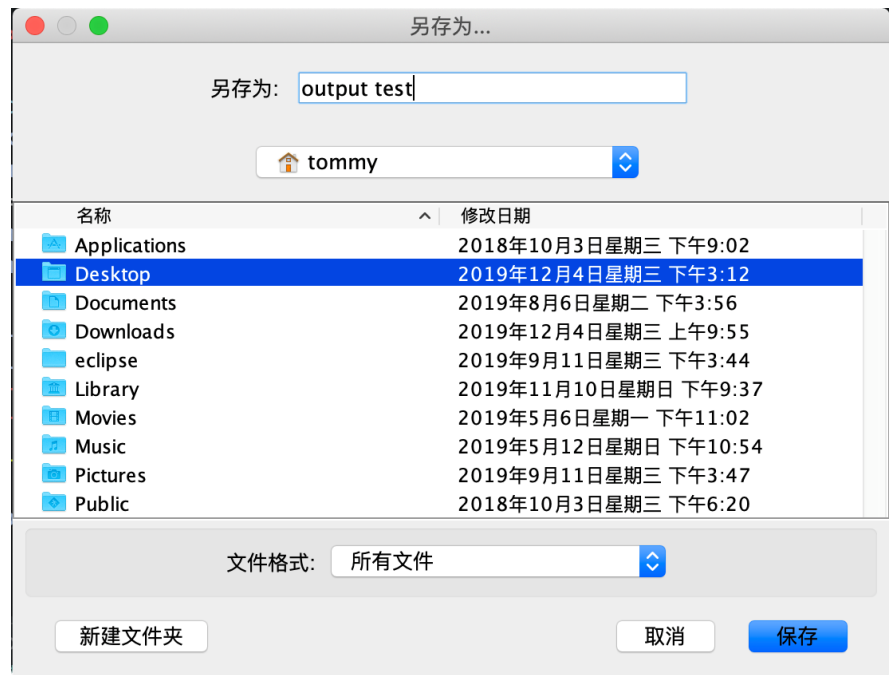 另存为...
另存为: output test
tommy
名称 修改日期
Applications 2018年10月3日星期三 下午9:02
Desktop 2019年12月4日星期三 下午3:12
Documents 2019年8月6日星期二 下午3:56
Downloads 2019年12月4日星期三 上午9:55
eclipse 2019年9月11日星期三 下午3:44
Library 2019年11月10日星期日 下午9:37
Movies 2019年5月6日星期一 下午11:02
Music 2019年5月12日星期日 下午10:54
Pictures 2019年9月11日星期三 下午3:47
Public 2018年10月3日星期三 下午6:20
文件格式: 所有文件
新建文件夹 取消 保存